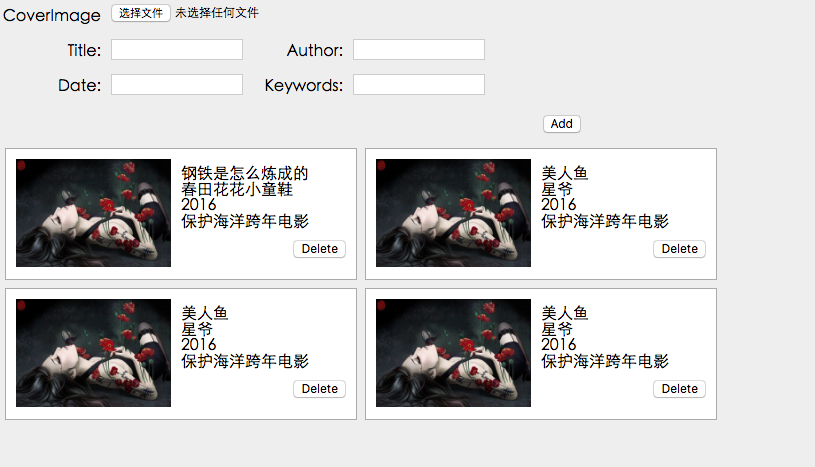 CoverImage 选择文件 未选择任何文件
Title: Author:
Date: Keywords:
Add
钢铁是怎么炼成的
春田花花小童鞋
2016
保护海洋跨年电影
Delete
美人鱼
星爷
2016
保护海洋跨年电影
Delete
美人鱼
星爷
2016
保护海洋跨年电影
Delete
美人鱼
星爷
2016
保护海洋跨年电影
Delete